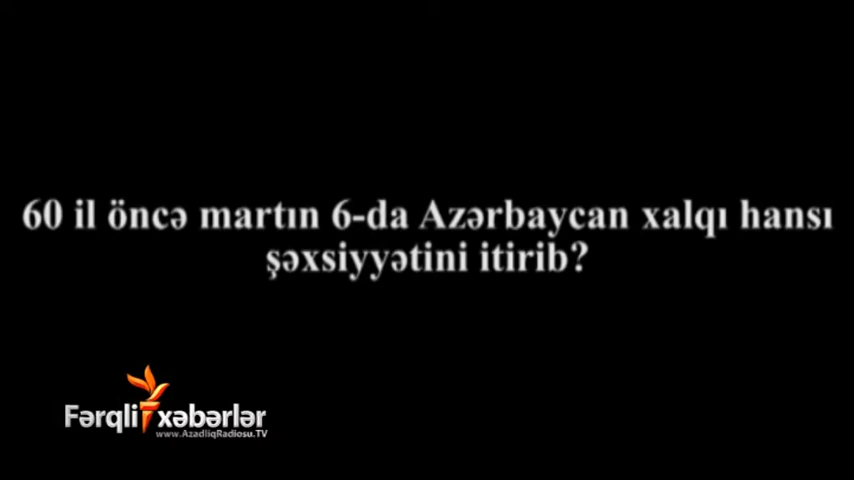 60 il öncə martın 6-da Azərbaycan xalqı hansı
şəxsiyyətini itirib?
Fərqli xəbərlər
www.AzadliqRadiosu.TV